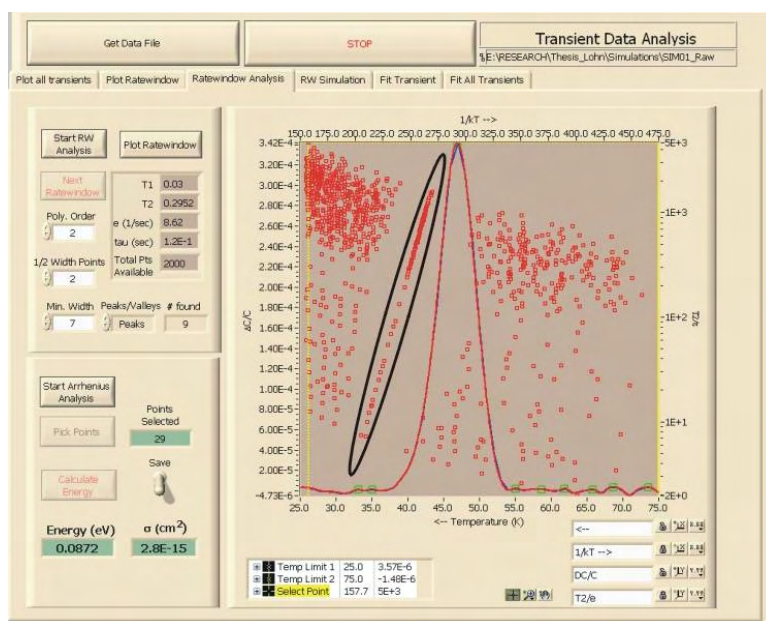 Get Data File
STOP
Transient Data Analysis
E:\RESEARCH\Thesis_Lohn\Simulations\SIM01_Raw
Plot all transients
Plot Ratewindow
Ratewindow Analysis
RW Simulation
Fit Transient
Fit All Transients
Start RW
Analysis
Plot Ratewindow
Next
Ratewindow
T1 0.03
T2 0.2952
Poly. Order
2
e (1/sec) 8.62
tau (sec) 1.2E-1
1/2 Width Points
2
Total Pts
Available
2000
Min. Width Peaks/Valleys # found
7 Peaks 9
Start Arrhenius
Analysis
Pick Points
Points
Selected
29
Calculate
Energy
Save
Energy (eV) σ (cm2)
0.0872 2.8E-15
1/kT -->
150.0 175.0 200.0 225.0 250.0 275.0 300.0 325.0 350.0 375.0 400.0 425.0 450.0 475.0
3.42E-4
3.20E-4
3.00E-4
2.80E-4
2.60E-4
2.40E-4
2.20E-4
2.00E-4
1.80E-4
1.60E-4
1.40E-4
1.20E-4
1.00E-4
8.00E-5
6.00E-5
4.00E-5
2.00E-5
-4.73E-6
ΔC/C
5E+3
1E+3
1E+2
1E+1
2E+0
25.0 30.0 35.0 40.0 45.0 50.0 55.0 60.0 65.0 70.0 75.0
<-- Temperature (K)
Temp Limit 1 25.0 3.57E-6
Temp Limit 2 75.0 -1.48E-6
Select Point 157.7 5E+3
<--
1/kT -->
DC/C
T2/e